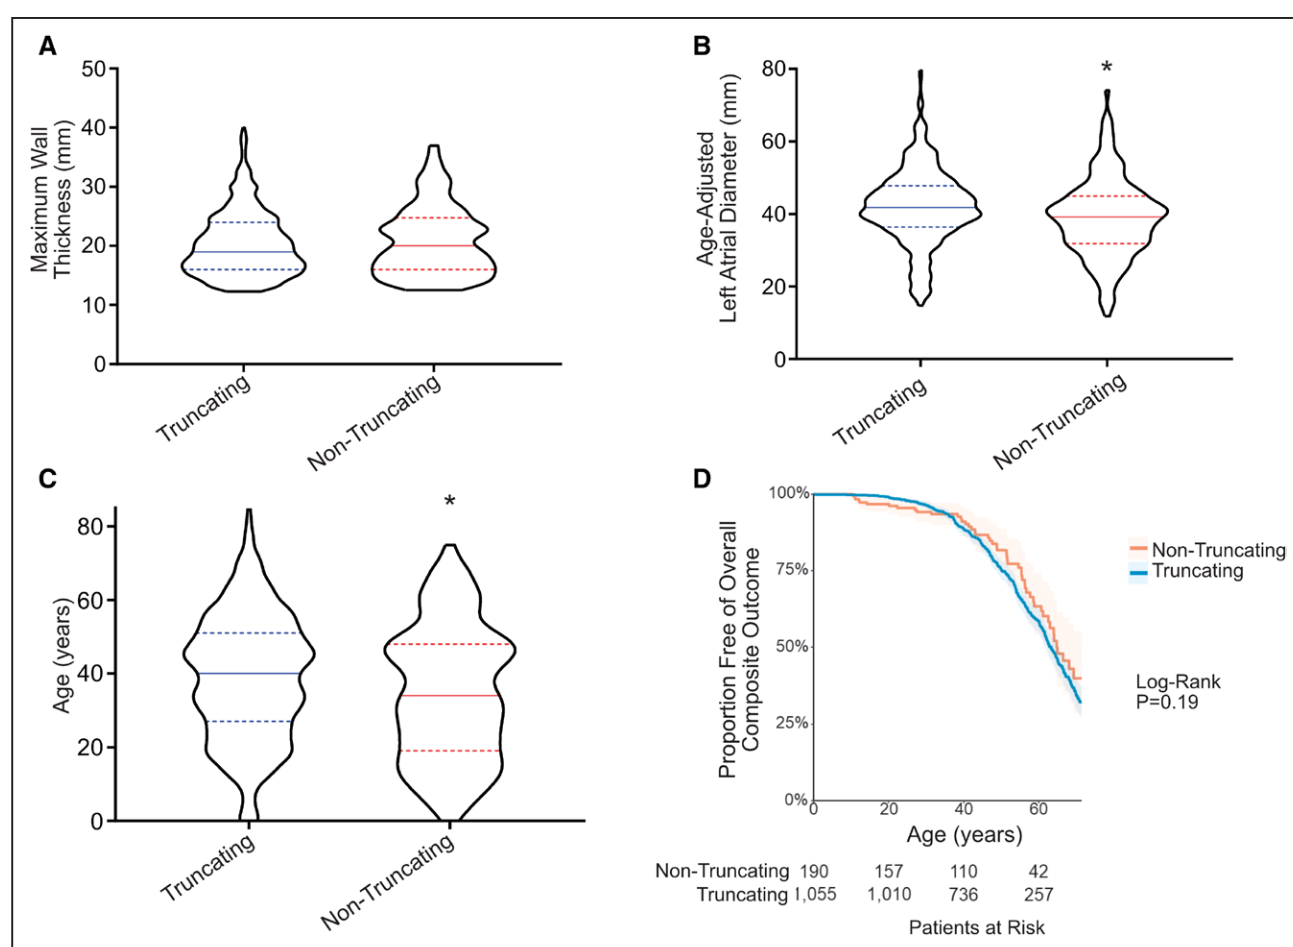 A
Maximum Wall
Thickness (mm)
50
40
30
20
10
0
Truncating
Non-Truncating
B
*
Age-Adjusted
Left Atrial Diameter (mm)
80
60
40
20
0
Truncating
Non-Truncating
C
*
Age (years)
80
60
40
20
0
Truncating
Non-Truncating
D
Proportion Free of Overall
Composite Outcome
100%
75%
50%
25%
0%
0 20 40 60
Age (years)
Non-Truncating
Truncating
Log-Rank
P=0.19
Non-Truncating 190 157 110 42
Truncating 1,055 1,010 736 257
Patients at Risk